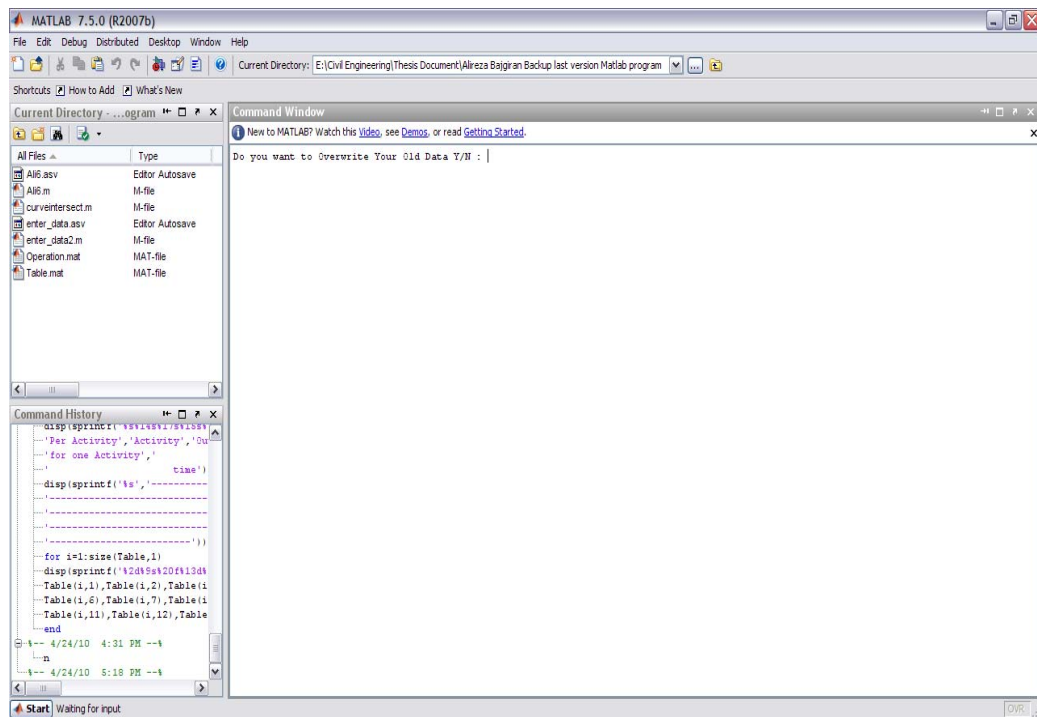 MATLAB 7.5.0 (R2007b)
File Edit Debug Distributed Desktop Window Help
Current Directory: E:\Civil Engineering\Thesis Document\Alireza Bajgiran Backup last version Matlab program
Shortcuts How to Add What's New
Current Directory - ...ogram
All Files Type
Ali6.asv Editor Autosave
Ali6.m M-file
curveintersect.m M-file
enter_data.asv Editor Autosave
enter_data2.m M-file
Operation.mat MAT-file
Table.mat MAT-file
Command History
disp(sprintf('%s%14s%17s%15s%
'Per Activity','Activity','Ou
'for one Activity','
' time')
disp(sprintf('%s','----------
'----------------------------
'----------------------------
'----------------------------
'-------------------------'))
for i=1:size(Table,1)
disp(sprintf('%2d%9s%20f%13d%
Table(i,1),Table(i,2),Table(i
Table(i,6),Table(i,7),Table(i
Table(i,11),Table(i,12),Table
end
%-- 4/24/10 4:31 PM --%
n
%-- 4/24/10 5:18 PM --%
Command Window
New to MATLAB? Watch this Video, see Demos, or read Getting Started.
Do you want to Overwrite Your Old Data Y/N :
Start Waiting for input
OVR